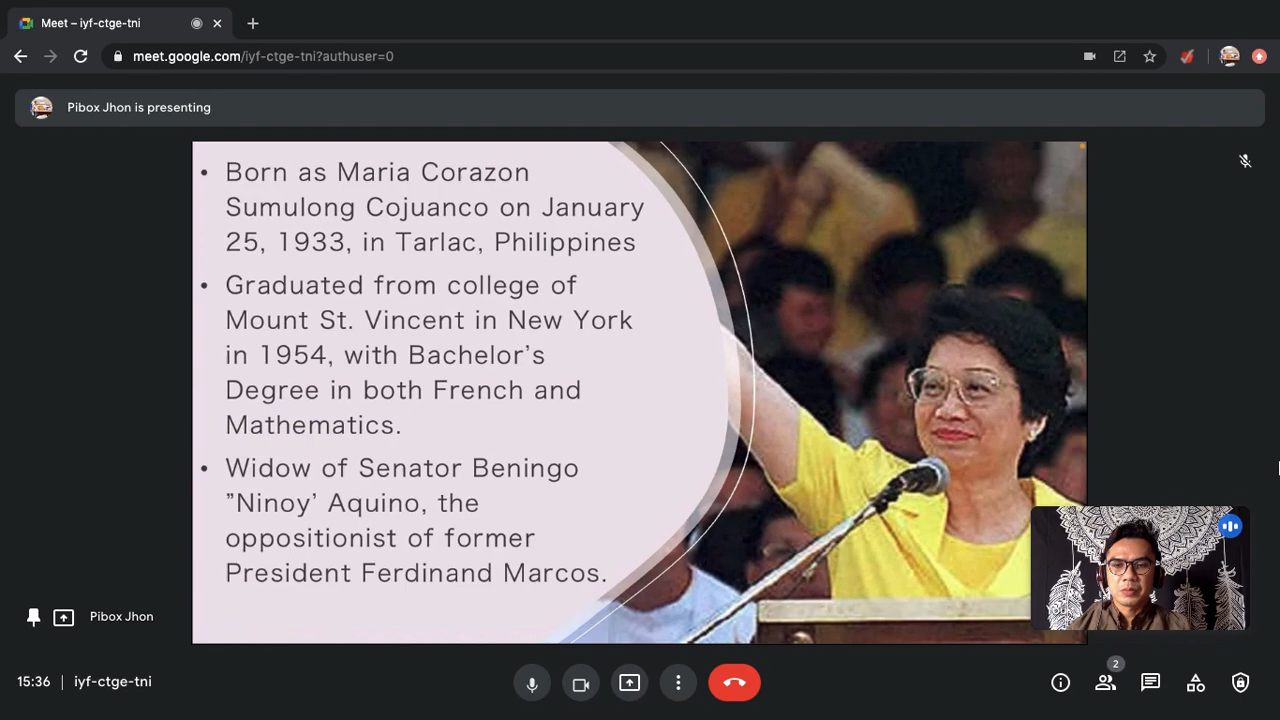 Meet – iyf-ctge-tni
meet.google.com/iyf-ctge-tni?authuser=0
Pibox Jhon is presenting
• Born as Maria Corazon
Sumulong Cojuanco on January
25, 1933, in Tarlac, Philippines
• Graduated from college of
Mount St. Vincent in New York
in 1954, with Bachelor's
Degree in both French and
Mathematics.
• Widow of Senator Beningo
"Ninoy' Aquino, the
oppositionist of former
President Ferdinand Marcos.
Pibox Jhon
15:36 | iyf-ctge-tni
2